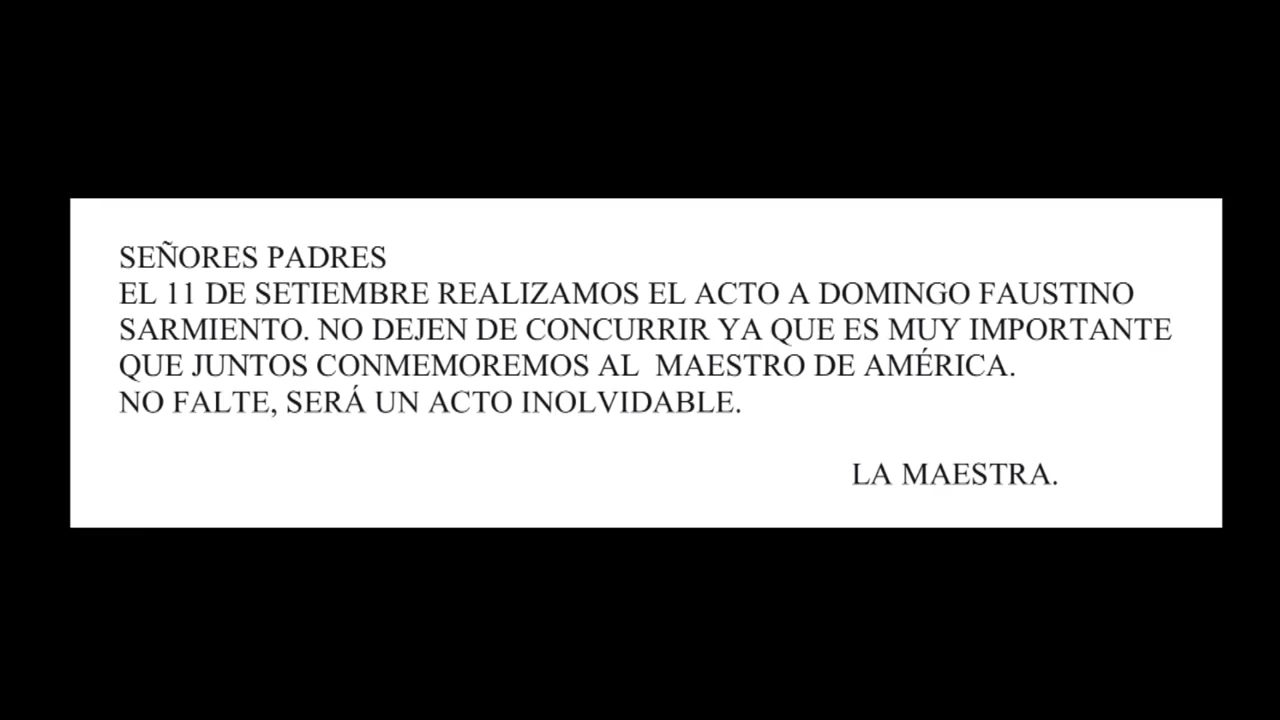 SEÑORES PADRES
EL 11 DE SETIEMBRE REALIZAMOS EL ACTO A DOMINGO FAUSTINO
SARMIENTO. NO DEJEN DE CONCURRIR YA QUE ES MUY IMPORTANTE
QUE JUNTOS CONMEMOREMOS AL  MAESTRO DE AMÉRICA.
NO FALTE, SERÁ UN ACTO INOLVIDABLE.
LA MAESTRA.